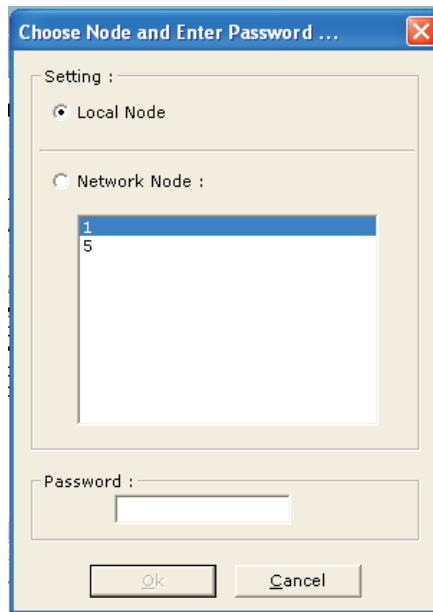 Choose Node and Enter Password ...
Setting :
Local Node
Network Node :
1
5
Password :
Ok
Cancel